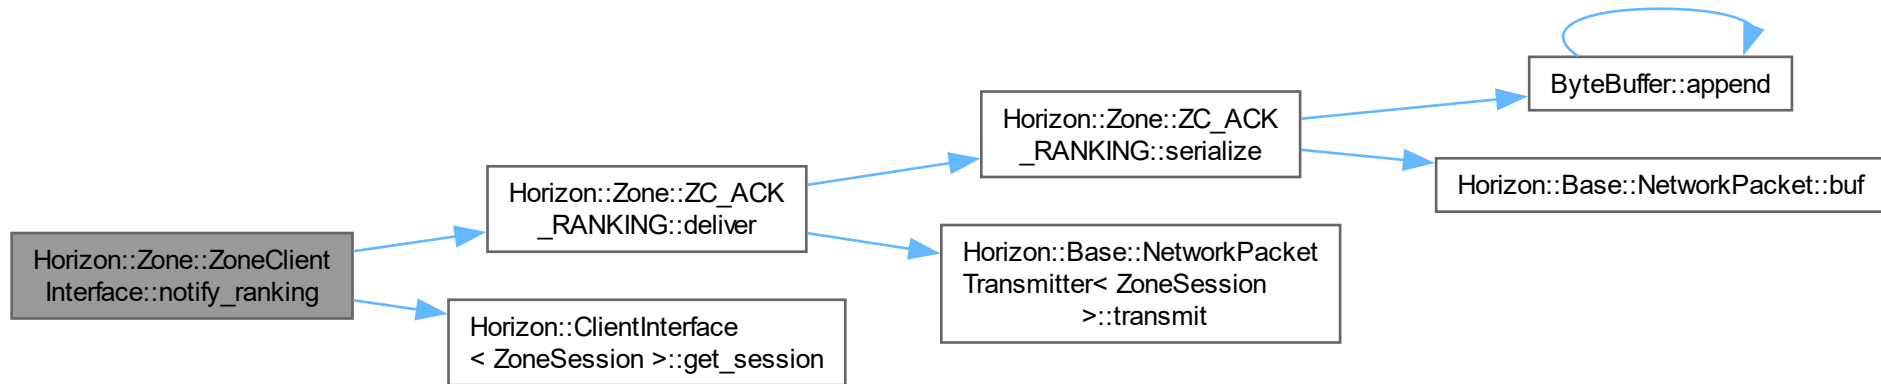 Horizon::Zone::ZoneClient
Interface::notify_ranking
Horizon::Zone::ZC_ACK
_RANKING::deliver
Horizon::ClientInterface
< ZoneSession >::get_session
Horizon::Zone::ZC_ACK
_RANKING::serialize
Horizon::Base::NetworkPacket
Transmitter< ZoneSession
>::transmit
ByteBuffer::append
Horizon::Base::NetworkPacket::buf